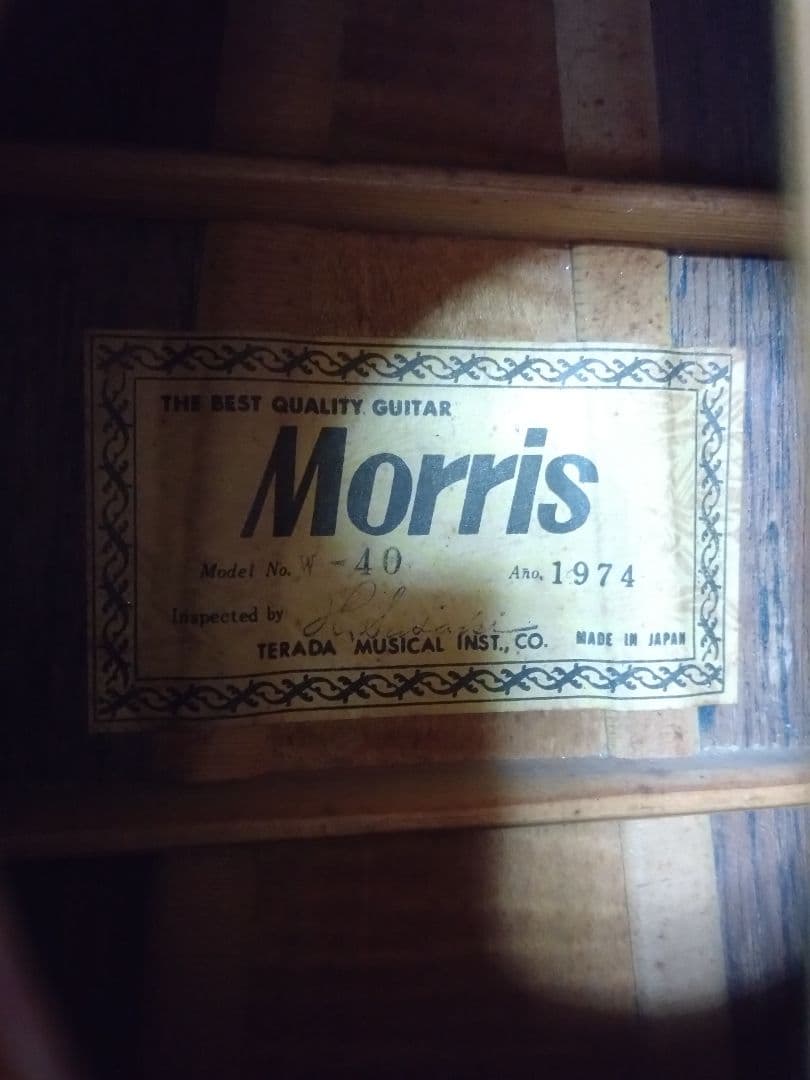 THE BEST QUALITY GUITAR
Morris
Model No. W-40 Año. 1974
Inspected by
TERADA MUSICAL INST., CO. MADE IN JAPAN